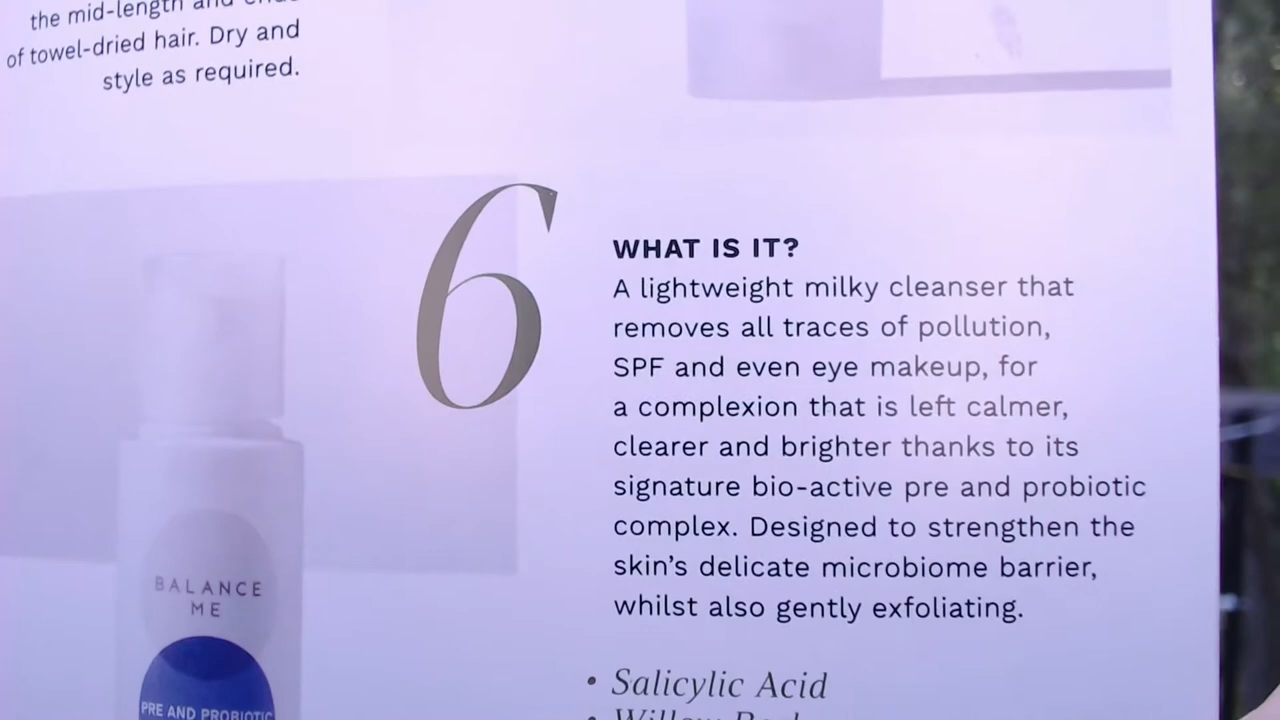 the mid-length and ends
of towel-dried hair. Dry and
style as required.
6
WHAT IS IT?
A lightweight milky cleanser that
removes all traces of pollution,
SPF and even eye makeup, for
a complexion that is left calmer,
clearer and brighter thanks to its
signature bio-active pre and probiotic
complex. Designed to strengthen the
skin's delicate microbiome barrier,
whilst also gently exfoliating.
• Salicylic Acid
• Willow Bark
BALANCE
ME
PRE AND PROBIOTIC